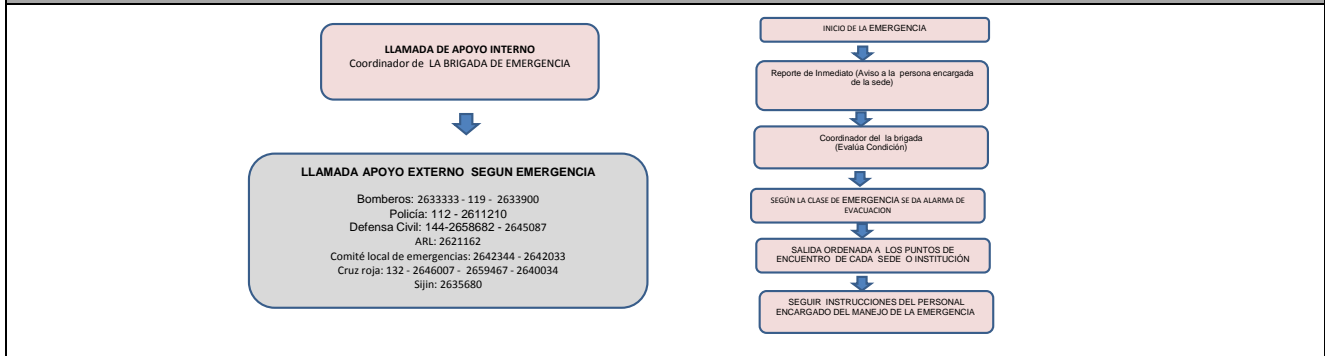 LLAMADA DE APOYO INTERNO
Coordinador de LA BRIGADA DE EMERGENCIA
LLAMADA APOYO EXTERNO SEGUN EMERGENCIA
Bomberos: 2633333 - 119 - 2633900
Policía: 112 - 2611210
Defensa Civil: 144-2658682 - 2645087
ARL: 2621162
Comité local de emergencias: 2642344 - 2642033
Cruz roja: 132 - 2646007 - 2659467 - 2640034
Sijin: 2635680
INICIO DE LA EMERGENCIA
Reporte de Inmediato (Aviso a la persona encargada
de la sede)
Coordinador del la brigada
(Evalúa Condición)
SEGÚN LA CLASE DE EMERGENCIA SE DA ALARMA DE
EVACUACION
SALIDA ORDENADA A LOS PUNTOS DE
ENCUENTRO DE CADA SEDE O INSTITUCIÓN
SEGUIR INSTRUCCIONES DEL PERSONAL
ENCARGADO DEL MANEJO DE LA EMERGENCIA